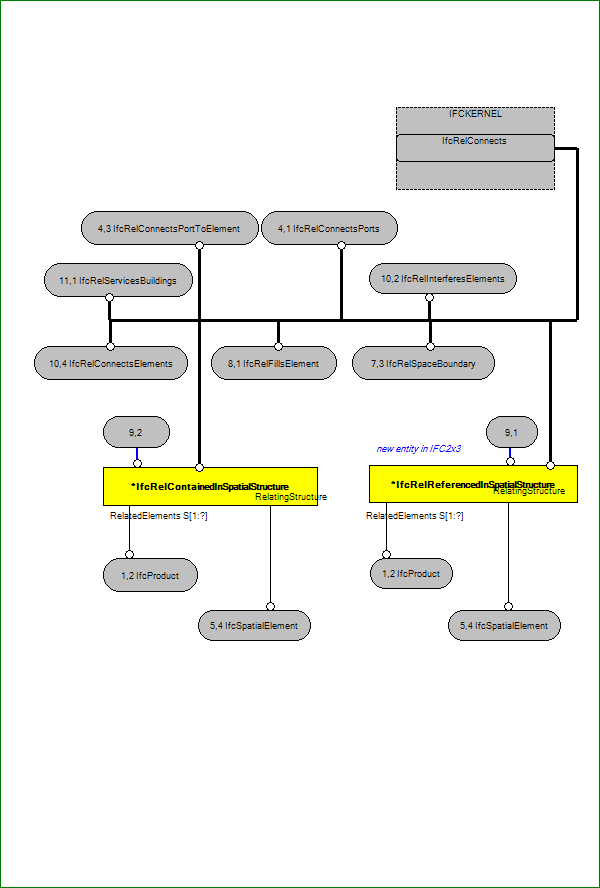 IFCKERNEL
IfcRelConnects
4,3 IfcRelConnectsPortToElement
4,1 IfcRelConnectsPorts
11,1 IfcRelServicesBuildings
10,2 IfcRelInterferesElements
10,4 IfcRelConnectsElements
8,1 IfcRelFillsElement
7,3 IfcRelSpaceBoundary
9,2
9,1
new entity in IFC2x3
*IfcRelContainedInSpatialStructure
RelatingStructure
*IfcRelReferencedInSpatialStructure
RelatingStructure
RelatedElements S[1:?]
RelatedElements S[1:?]
1,2 IfcProduct
1,2 IfcProduct
5,4 IfcSpatialElement
5,4 IfcSpatialElement